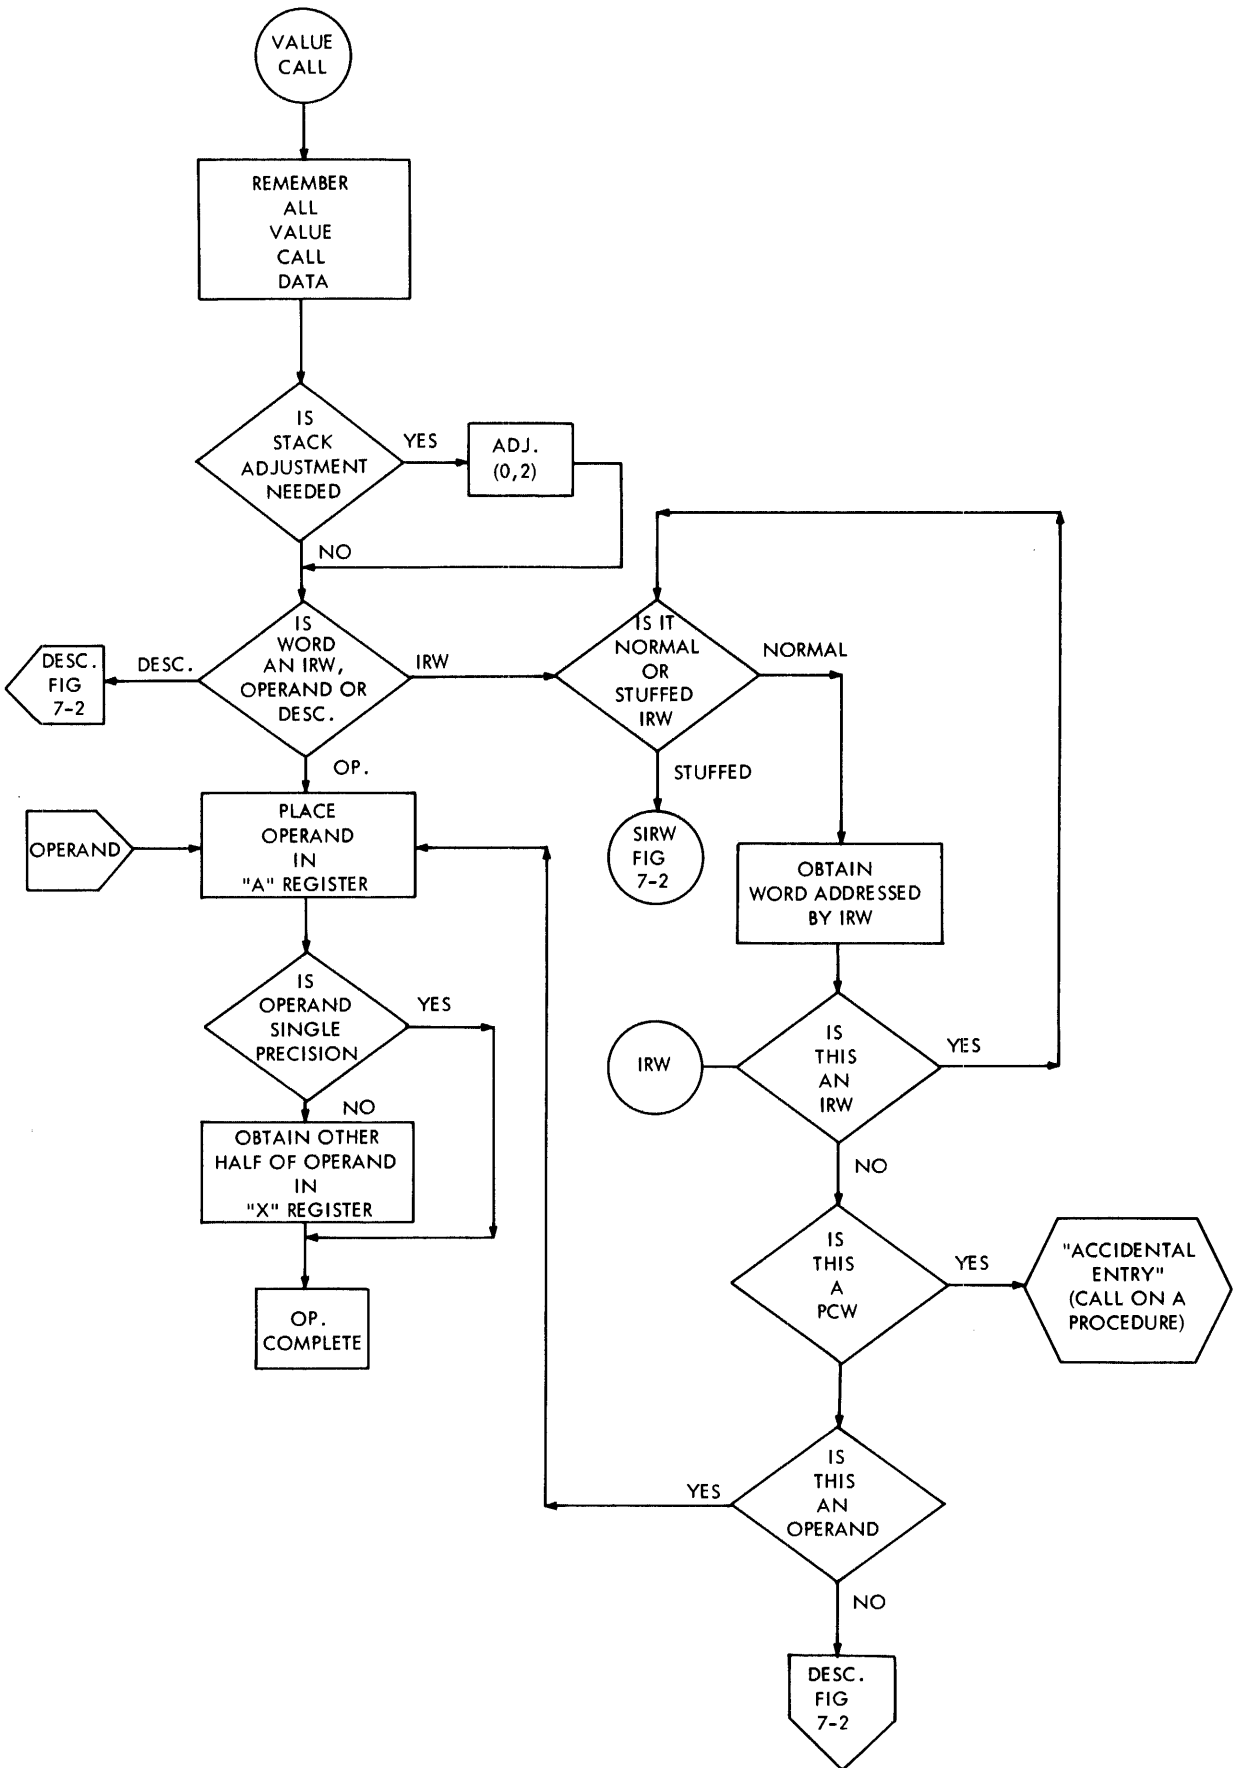 VALUE
CALL
REMEMBER
ALL
VALUE
CALL
DATA
IS
STACK
ADJUSTMENT
NEEDED
YES
ADJ.
(0,2)
NO
IS
WORD
AN IRW,
OPERAND OR
DESC.
DESC.
DESC.
FIG
7-2
IRW
IS IT
NORMAL
OR
STUFFED
IRW
NORMAL
STUFFED
SIRW
FIG
7-2
OP.
OPERAND
PLACE
OPERAND
IN
"A" REGISTER
OBTAIN
WORD ADDRESSED
BY IRW
IS
OPERAND
SINGLE
PRECISION
YES
NO
OBTAIN OTHER
HALF OF OPERAND
IN
"X" REGISTER
OP.
COMPLETE
IRW
IS
THIS
AN
IRW
YES
NO
IS
THIS
A
PCW
YES
"ACCIDENTAL
ENTRY"
(CALL ON A
PROCEDURE)
IS
THIS
AN
OPERAND
YES
NO
DESC.
FIG
7-2